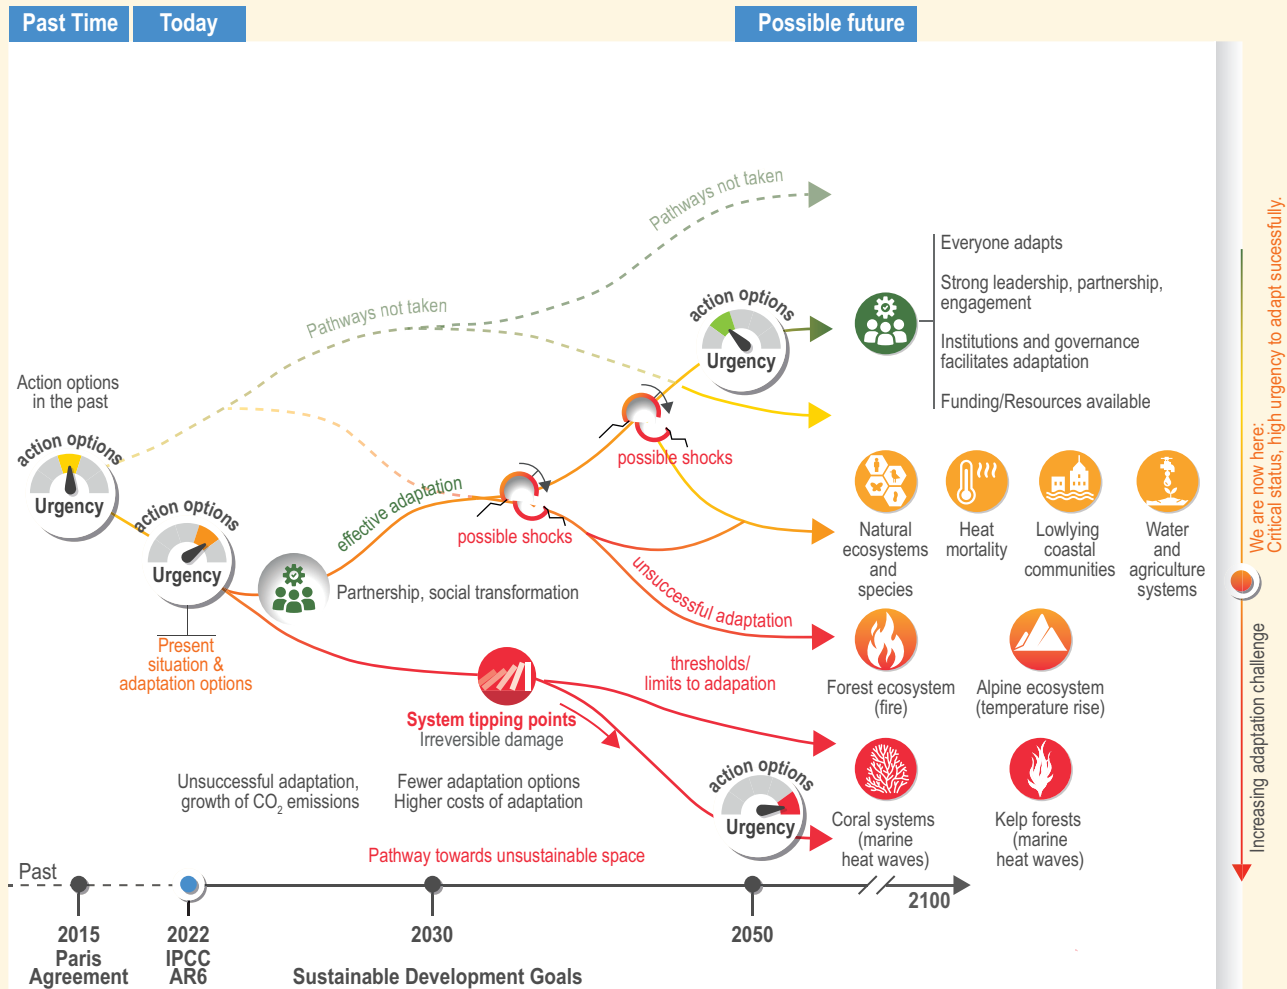 Past Time
Today
Possible future
Pathways not taken
Pathways not taken
Everyone adapts
Strong leadership, partnership,
engagement
Institutions and governance
facilitates adaptation
Funding/Resources available
action options
Urgency
Action options
in the past
action options
Urgency
action options
Urgency
Present
situation &
adaptation options
effective adaptation
Partnership, social transformation
possible shocks
possible shocks
unsuccessful adaptation
Natural
ecosystems
and
species
Heat
mortality
Lowlying
coastal
communities
Water
and
agriculture
systems
thresholds/
limits to adapation
Forest ecosystem
(fire)
Alpine ecosystem
(temperature rise)
System tipping points
Irreversible damage
Unsuccessful adaptation,
growth of CO2 emissions
Fewer adaptation options
Higher costs of adaptation
action options
Urgency
Coral systems
(marine
heat waves)
Kelp forests
(marine
heat waves)
Pathway towards unsustainable space
Past
2015
Paris
Agreement
2022
IPCC
AR6
2030
2050
2100
Sustainable Development Goals
We are now here:
Critical status, high urgency to adapt sucessfully.
Increasing adaptation challenge